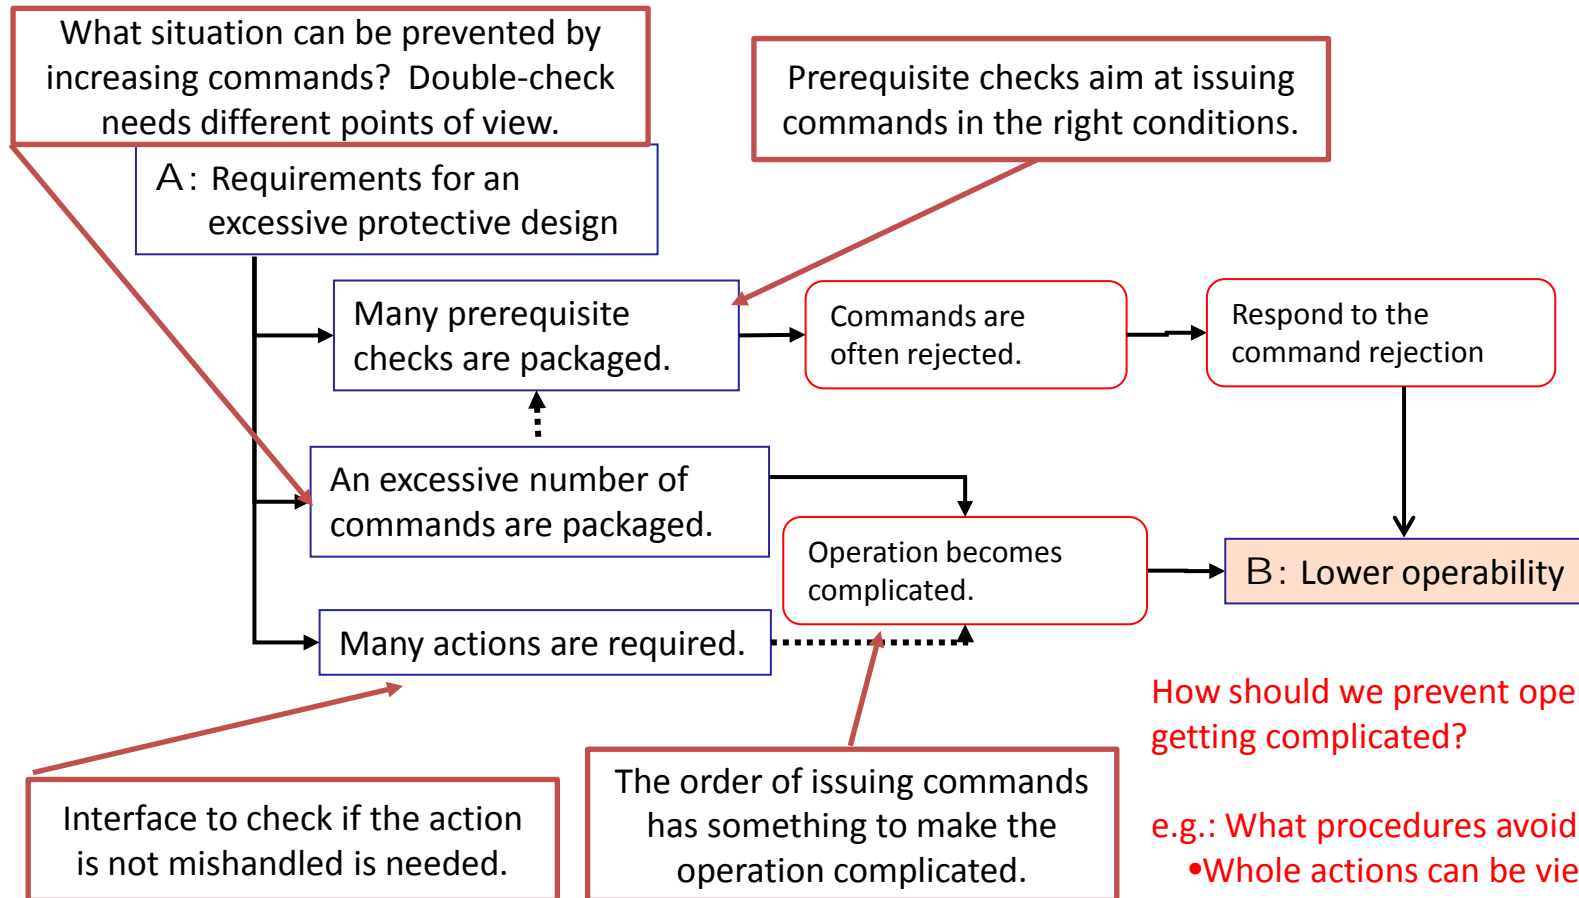 What situation can be prevented by
increasing commands? Double-check
needs different points of view.
Prerequisite checks aim at issuing
commands in the right conditions.
A: Requirements for an
excessive protective design
Many prerequisite
checks are packaged.
Commands are
often rejected.
Respond to the
command rejection
An excessive number of
commands are packaged.
Operation becomes
complicated.
B: Lower operability
Many actions are required.
How should we prevent
getting complicated?
Interface to check if the action
is not mishandled is needed.
The order of issuing commands
has something to make the
operation complicated.
e.g.: What procedures avoid
•Whole actions can be